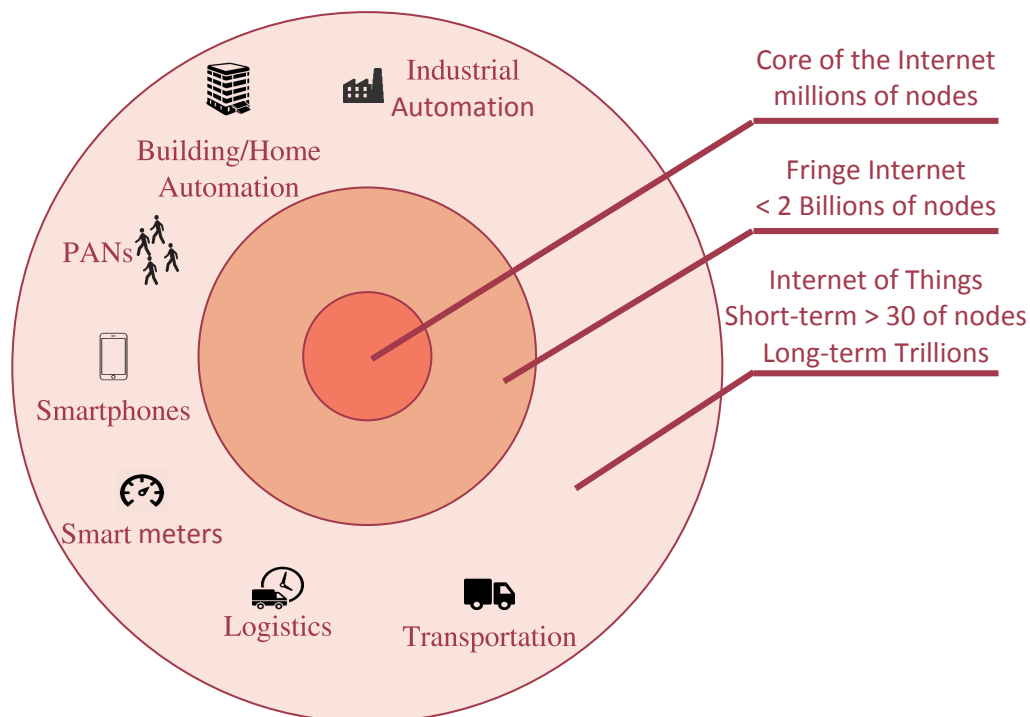 Industrial
Automation
Building/Home
Automation
PANs
Smartphones
Smart meters
Logistics
Transportation
Core of the Internet
millions of nodes
Fringe Internet
< 2 Billions of nodes
Internet of Things
Short-term > 30 of nodes
Long-term Trillions